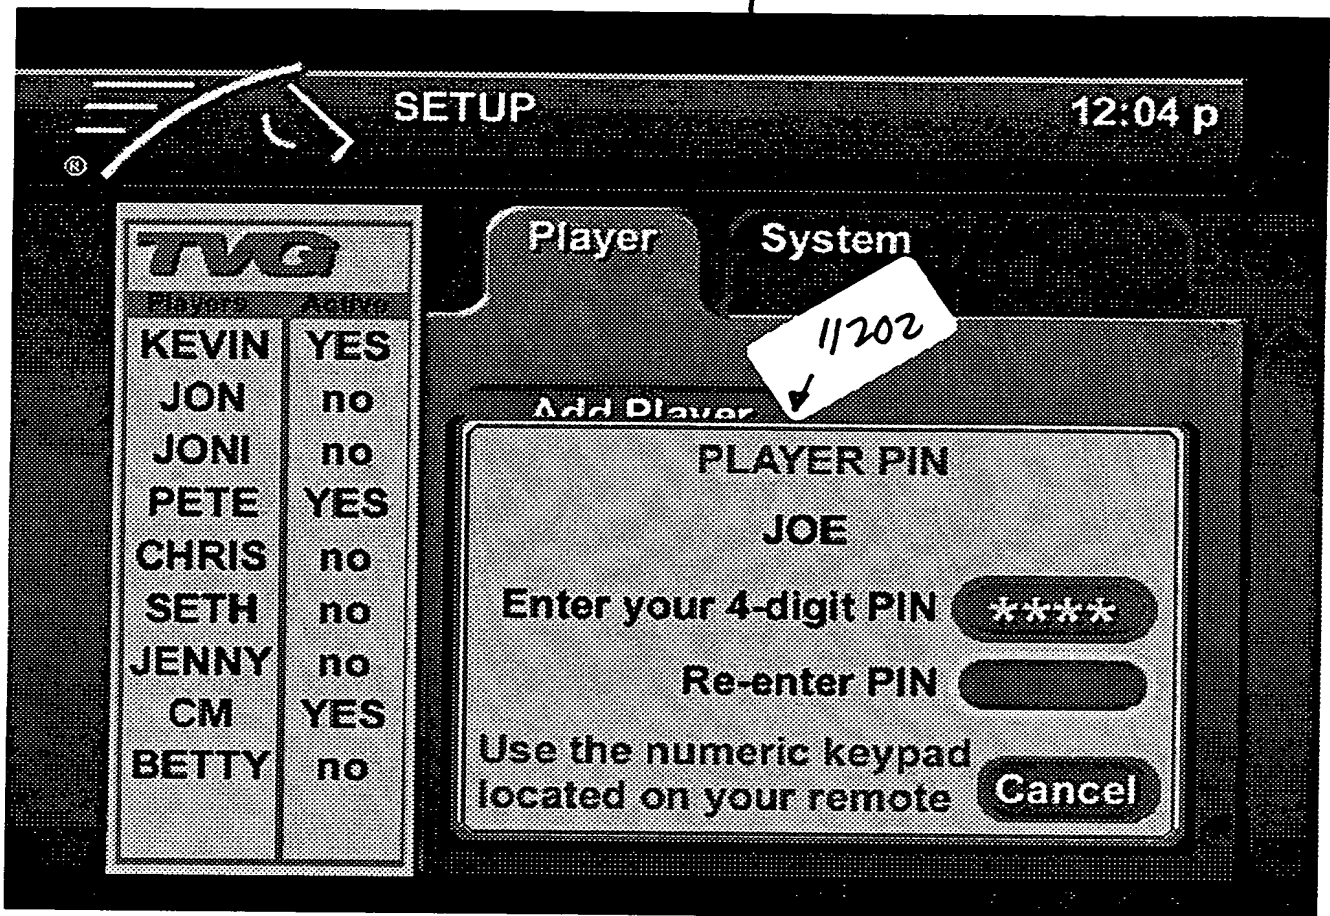 SETUP
12:04 p
®
TVG
Player
System
Players Active
KEVIN YES
JON no
JONI no
PETE YES
CHRIS no
SETH no
JENNY no
CM YES
BETTY no
11202
Add Player
PLAYER PIN
JOE
Enter your 4-digit PIN ****
Re-enter PIN
Use the numeric keypad
located on your remote
Cancel